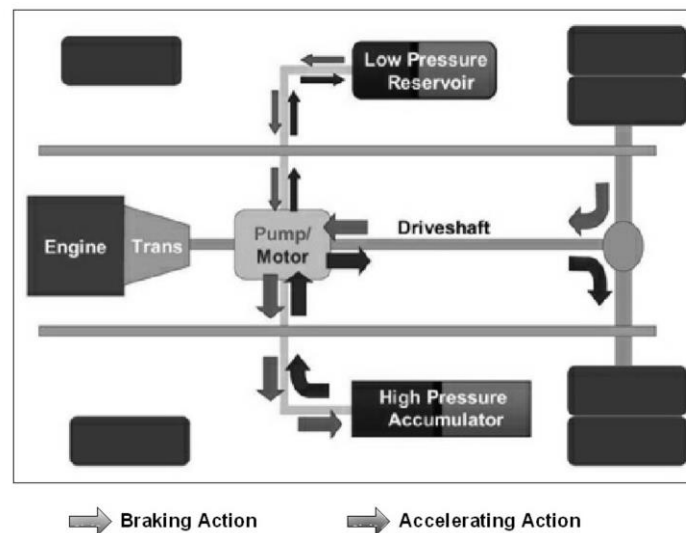 Low Pressure
Reservoir
Engine
Trans
Pump/
Motor
Driveshaft
High Pressure
Accumulator
Braking Action
Accelerating Action